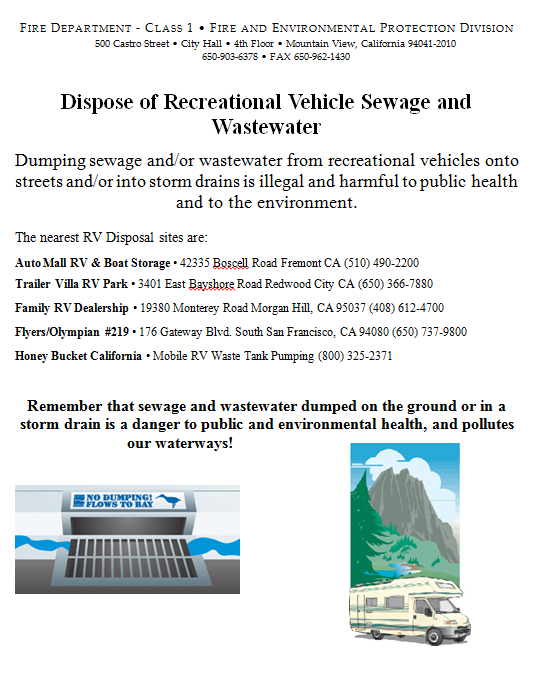 FIRE DEPARTMENT - CLASS 1 • FIRE AND ENVIRONMENTAL PROTECTION DIVISION
500 Castro Street • City Hall • 4th Floor • Mountain View, California 94041-2010
650-903-6378 • FAX 650-962-1430
Dispose of Recreational Vehicle Sewage and
Wastewater
Dumping sewage and/or wastewater from recreational vehicles onto
streets and/or into storm drains is illegal and harmful to public health
and to the environment.
The nearest RV Disposal sites are:
Auto Mall RV & Boat Storage • 42335 Boscell Road Fremont CA (510) 490-2200
Trailer Villa RV Park • 3401 East Bayshore Road Redwood City CA (650) 366-7880
Family RV Dealership • 19380 Monterey Road Morgan Hill, CA 95037 (408) 612-4700
Flyers/Olympian #219 • 176 Gateway Blvd. South San Francisco, CA 94080 (650) 737-9800
Honey Bucket California • Mobile RV Waste Tank Pumping (800) 325-2371
Remember that sewage and wastewater dumped on the ground or in a
storm drain is a danger to public and environmental health, and pollutes
our waterways!
NO DUMPING!
FLOWS TO BAY